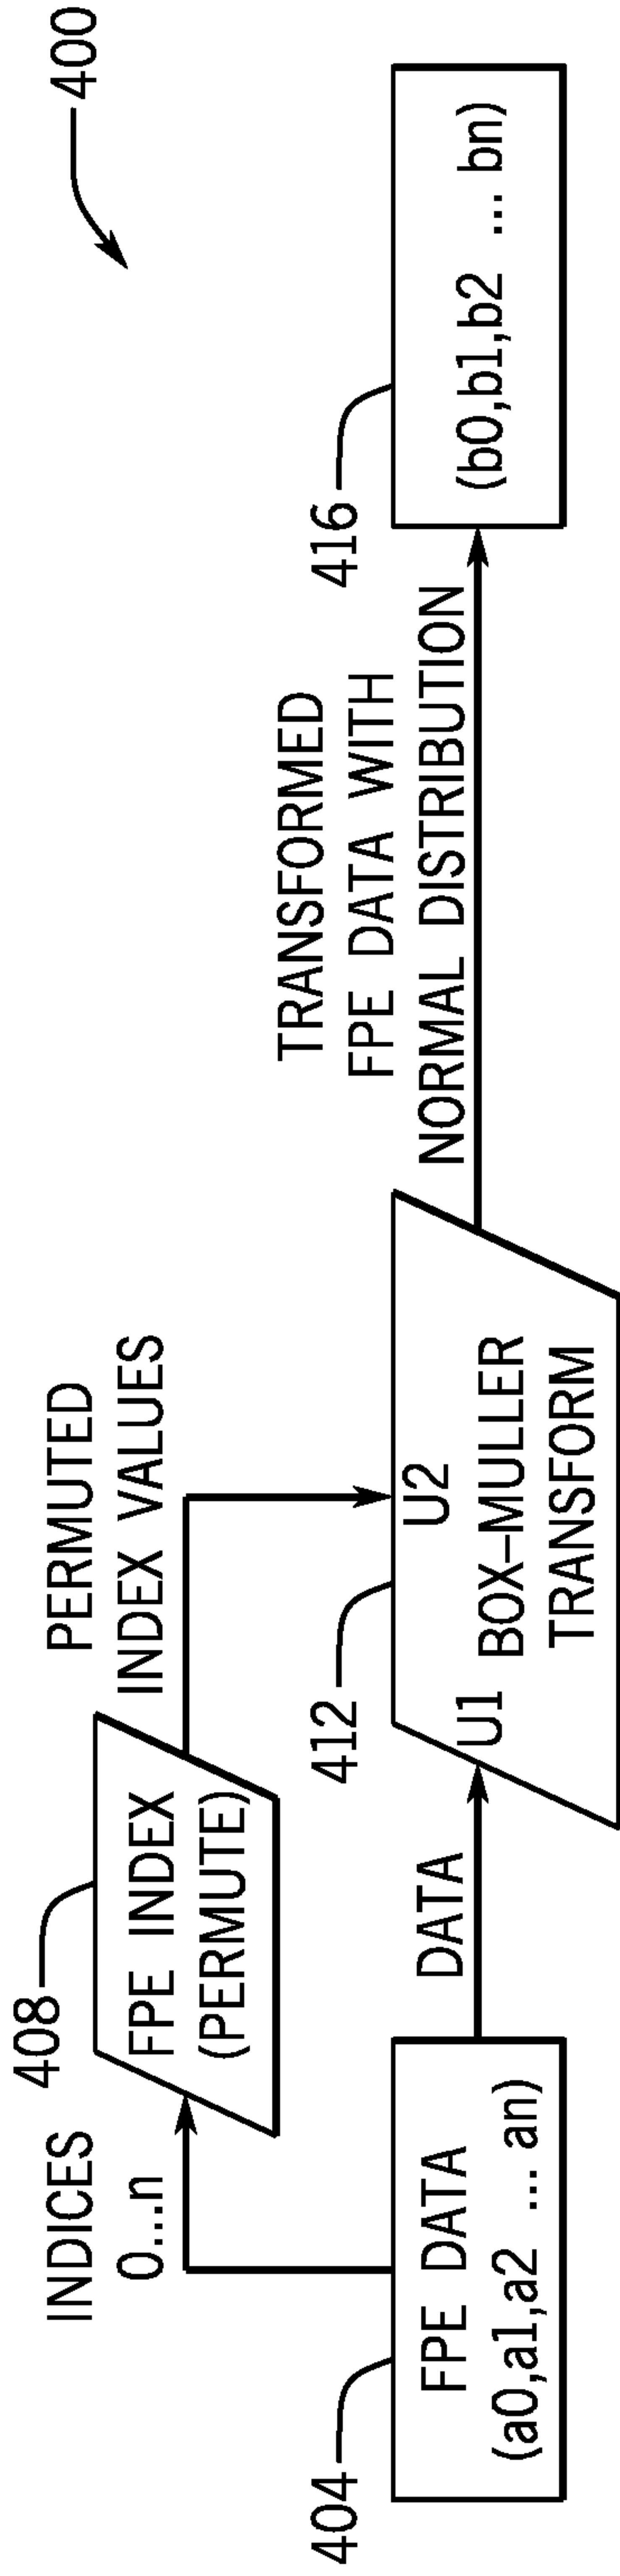 400
INDICES
0...n
408
FPE INDEX
(PERMUTE)
PERMUTED
INDEX VALUES
404
FPE DATA
(a0,a1,a2 ... an)
DATA
412
U1
U2
BOX–MULLER
TRANSFORM
TRANSFORMED
FPE DATA WITH
NORMAL DISTRIBUTION
416
(b0,b1,b2 ... bn)